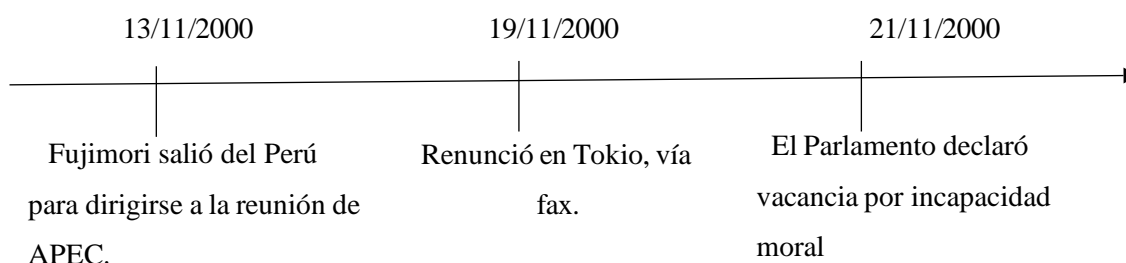 13/11/2000
19/11/2000
21/11/2000
Fujimori salió del Perú
para dirigirse a la reunión de
APEC.
Renunció en Tokio, vía
fax.
El Parlamento declaró
vacancia por incapacidad
moral